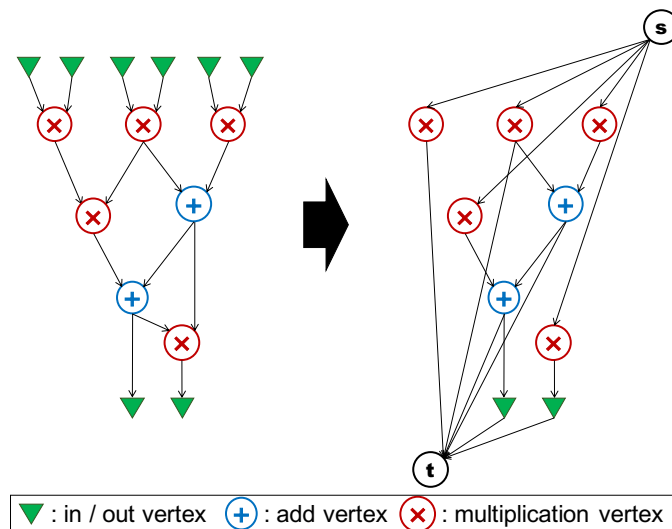 s
× × × × × ×
× + × +
+ +
× ×
t
: in / out vertex + : add vertex × : multiplication vertex